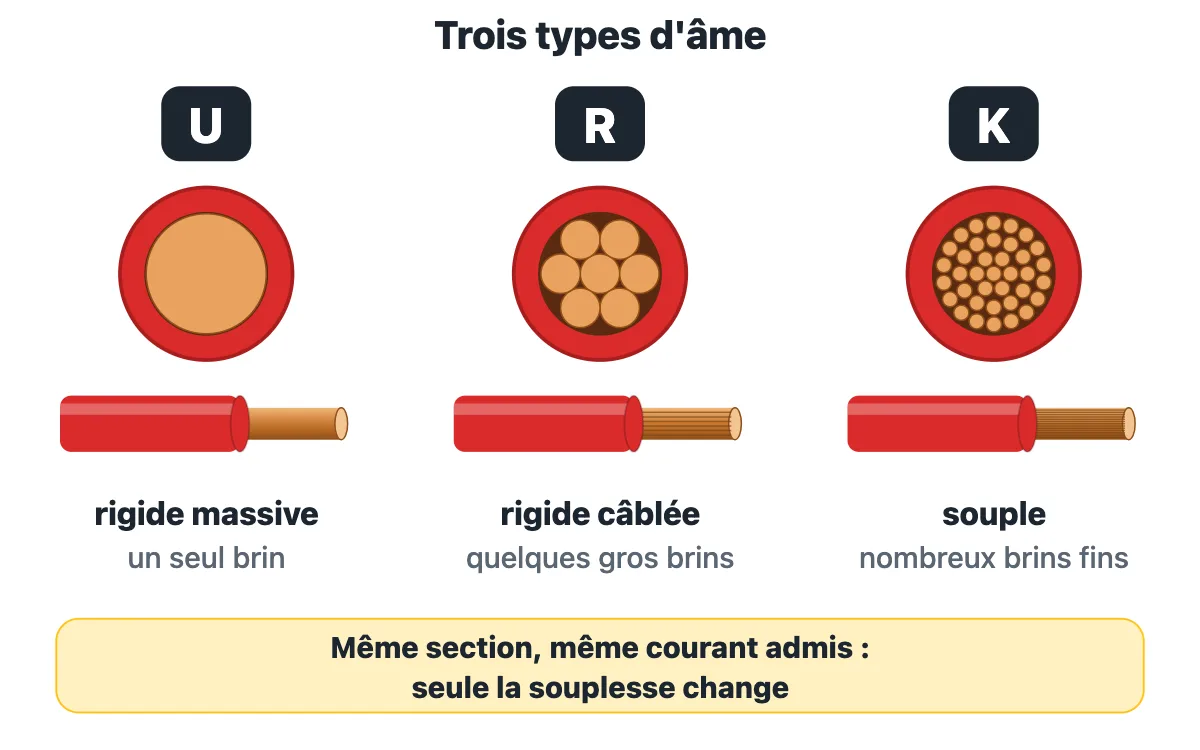 Trois types d'âme
U
R
K
rigide massive
rigide câblée
souple
un seul brin
quelques gros brins
nombreux brins fins
Même section, même courant admis :
seule la souplesse change